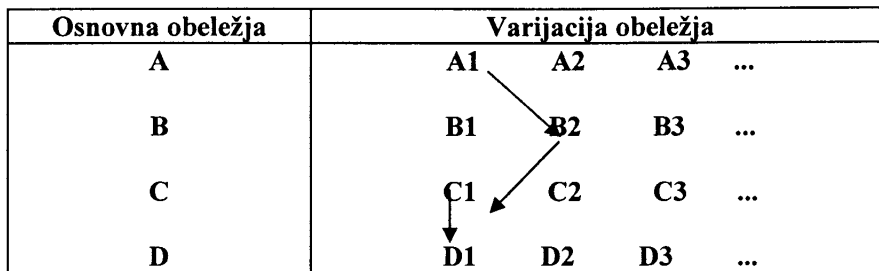 Osnovna obeležja Varijacija obeležja
A A1 A2 A3 ...
B B1 B2 B3 ...
C C1 C2 C3 ...
D D1 D2 D3 ...